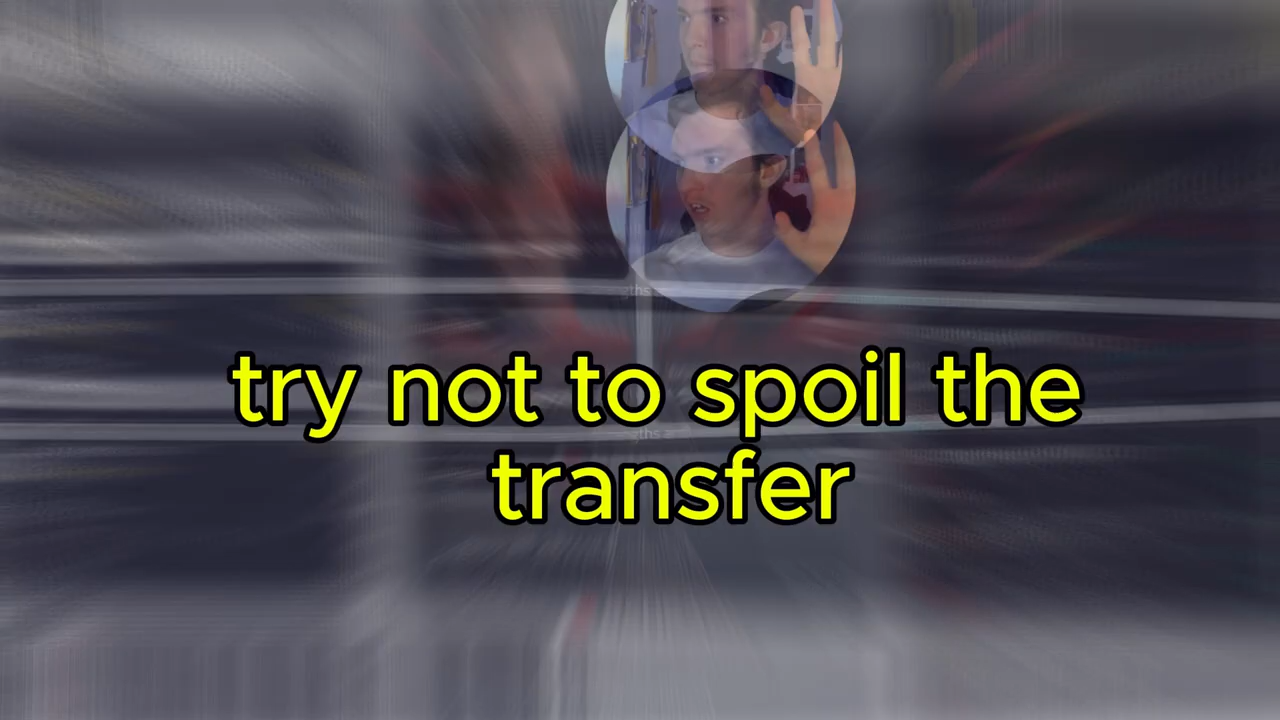 try not to spoil the
transfer